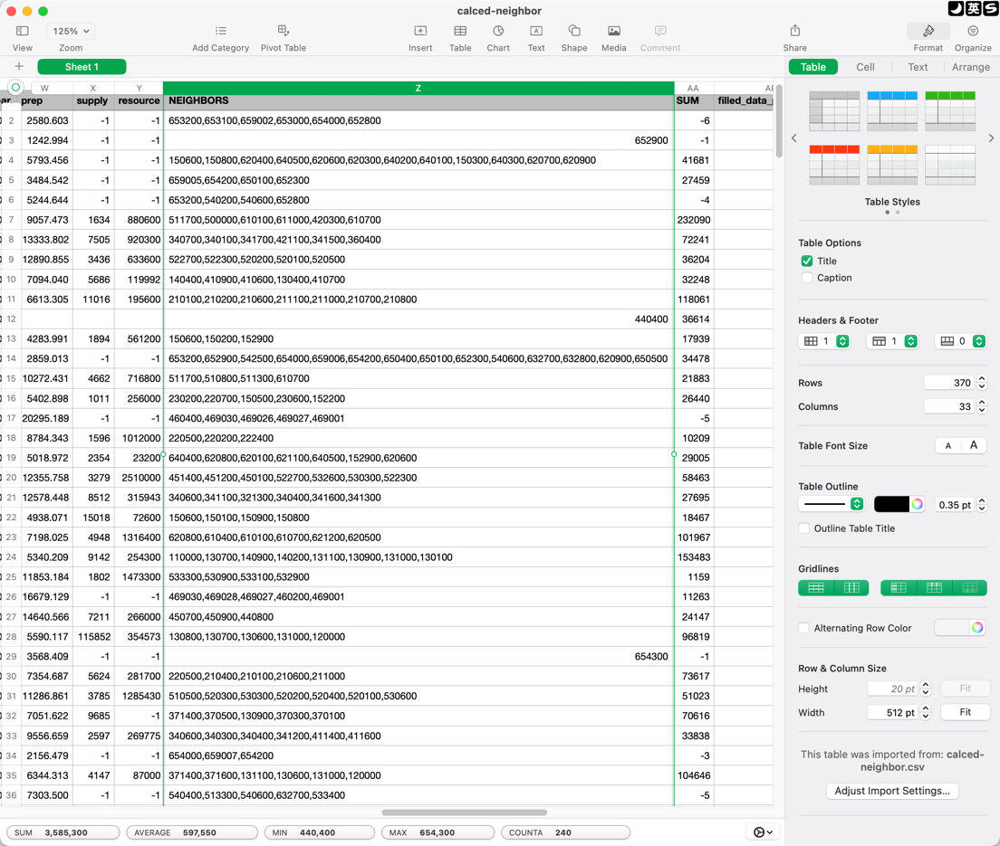 calced-neighbor
英
125%
View
Zoom
Add Category
Pivot Table
Insert
Table
Chart
Text
Shape
Media
Comment
Share
Format
Organize
Sheet 1
Table
Cell
Text
Arrange
W X Y Z AA
prep supply resource NEIGHBORS SUM filled_data_
2 2580.603 -1 -1 653200,653100,659002,653000,654000,652800 -6
3 1242.994 -1 -1 652900 -1
4 5793.456 -1 -1 150600,150800,620400,640500,620600,620300,640200,640100,150300,640300,620700,620900 41681
5 3484.542 -1 -1 659005,654200,650100,652300 27459
6 5244.644 -1 -1 653200,540200,540600,652800 -4
7 9057.473 1634 880600 511700,500000,610100,611000,420300,610700 232090
8 13333.802 7505 920300 340700,340100,341700,421100,341500,360400 72241
9 12890.855 3436 633600 522700,522300,520200,520100,520500 36204
10 7094.040 5686 119992 140400,410900,410600,130400,410700 32248
11 6613.305 11016 195600 210100,210200,210600,211100,211000,210700,210800 118061
12 440400 36614
13 4283.991 1894 561200 150600,150200,152900 17939
14 2859.013 -1 -1 653200,652900,542500,654000,659006,654200,650400,650100,652300,540600,632700,632800,620900,650500 34478
15 10272.431 4662 716800 511700,510800,511300,610700 21883
16 5402.898 1011 256000 230200,220700,150500,230600,152200 26440
17 20295.189 -1 -1 460400,469030,469026,469027,469001 -5
18 8784.343 1596 1012000 220500,220200,222400 10209
19 5018.972 2354 23200 640400,620800,620100,621100,640500,152900,620600 29005
20 12355.758 3279 2510000 451400,451200,450100,522700,532600,530300,522300 58463
21 12578.448 8512 315943 340600,341100,321300,340400,341600,341300 27695
22 4938.071 15018 72600 150600,150100,150900,150800 18467
23 7198.025 4948 1316400 620800,610400,610100,610700,621200,620500 101967
24 5340.209 9142 254300 110000,130700,140900,140200,131100,130900,131000,130100 153483
25 11853.184 1802 1473300 533300,530900,533100,532900 1159
26 16679.129 -1 -1 469030,469028,469027,460200,469001 11263
27 14640.566 7211 266000 450700,450900,440800 24147
28 5590.117 115852 354573 130800,130700,130600,131000,120000 96819
29 3568.409 -1 -1 654300 -1
30 7354.687 5624 281700 220500,210400,210100,210600,211000 73617
31 11286.861 3785 1285430 510500,520300,530300,520200,520400,520100,530600 51023
32 7051.622 9685 -1 371400,370500,130900,370300,370100 70616
33 9556.659 2597 269775 340600,340300,340400,341200,411400,411600 33838
34 2156.479 -1 -1 654000,659007,654200 -3
35 6344.313 4147 87000 371400,371600,131100,130600,131000,120000 104646
36 7303.500 -1 -1 540400,513300,540600,632700,533400 -5
SUM 3,585,300
AVERAGE 597,550
MIN 440,400
MAX 654,300
COUNTA 240
Table Styles
Table Options
Title
Caption
Headers & Footer
1 1 0
Rows 370
Columns 33
Table Font Size A A
Table Outline
0.35 pt
Outline Table Title
Gridlines
Alternating Row Color
Row & Column Size
Height 20 pt Fit
Width 512 pt Fit
This table was imported from: calced-
neighbor.csv
Adjust Import Settings...